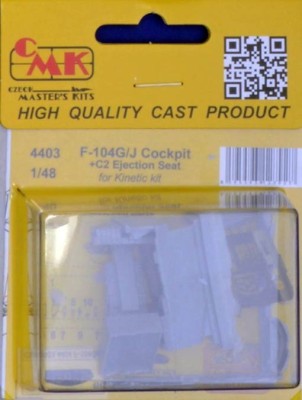 CMK
CZECH
MASTER'S KITS
HIGH QUALITY CAST PRODUCT
4403 F-104G/J Cockpit
1/48 +C2 Ejection Seat
for Kinetic kit